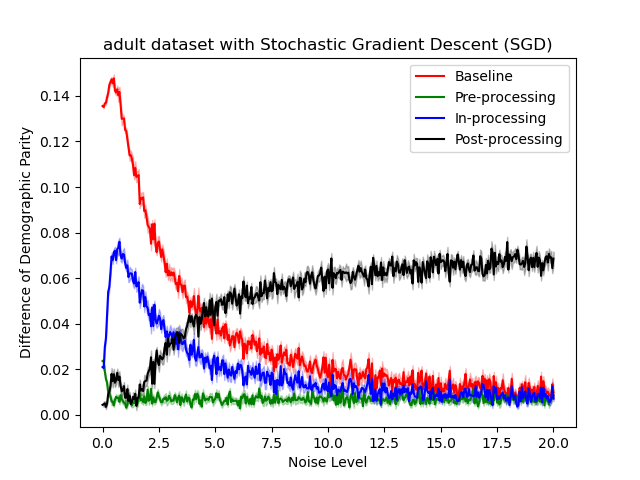 adult dataset with Stochastic Gradient Descent (SGD)
Baseline
Pre-processing
In-processing
Post-processing
Difference of Demographic Parity
0.14
0.12
0.10
0.08
0.06
0.04
0.02
0.00
0.0 2.5 5.0 7.5 10.0 12.5 15.0 17.5 20.0
Noise Level